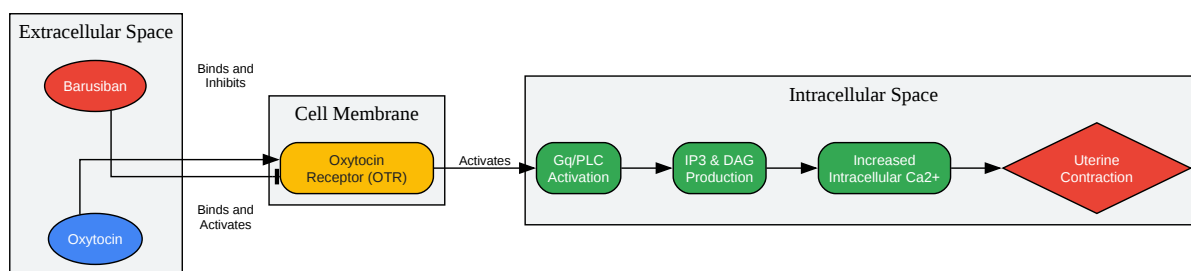 Extracellular Space
Barusiban
Oxytocin
Binds and
Inhibits
Binds and
Activates
Cell Membrane
Oxytocin
Receptor (OTR)
Activates
Intracellular Space
Gq/PLC
Activation
IP3 & DAG
Production
Increased
Intracellular Ca2+
Uterine
Contraction